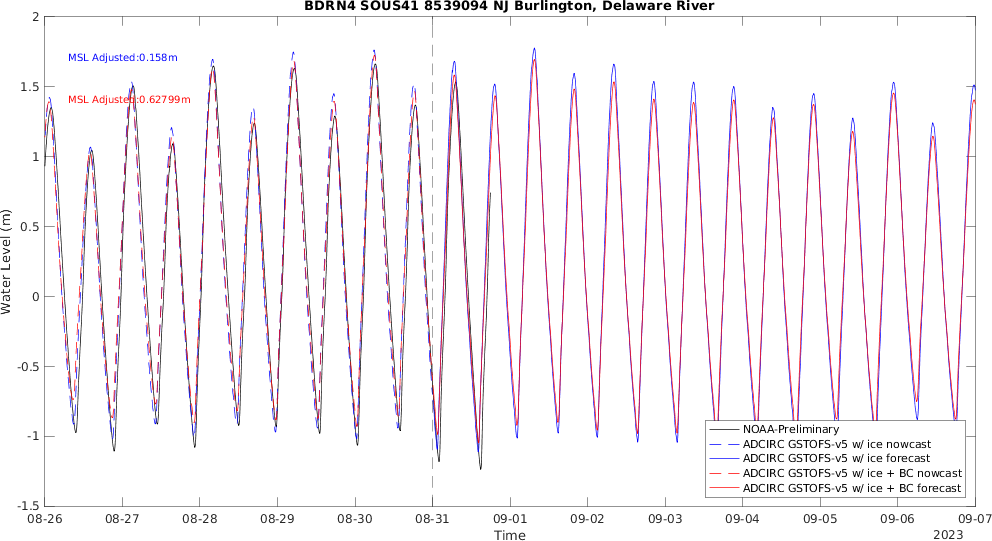 BDRN4 SOUS41 8539094 NJ Burlington, Delaware River
MSL Adjusted:0.158m
MSL Adjusted:0.62799m
Water Level (m)
2
1.5
1
0.5
0
-0.5
-1
-1.5
NOAA-Preliminary
ADCIRC GSTOFS-v5 w/ ice nowcast
ADCIRC GSTOFS-v5 w/ ice forecast
ADCIRC GSTOFS-v5 w/ ice + BC nowcast
ADCIRC GSTOFS-v5 w/ ice + BC forecast
08-26 08-27 08-28 08-29 08-30 08-31 09-01 09-02 09-03 09-04 09-05 09-06 09-07
Time
2023